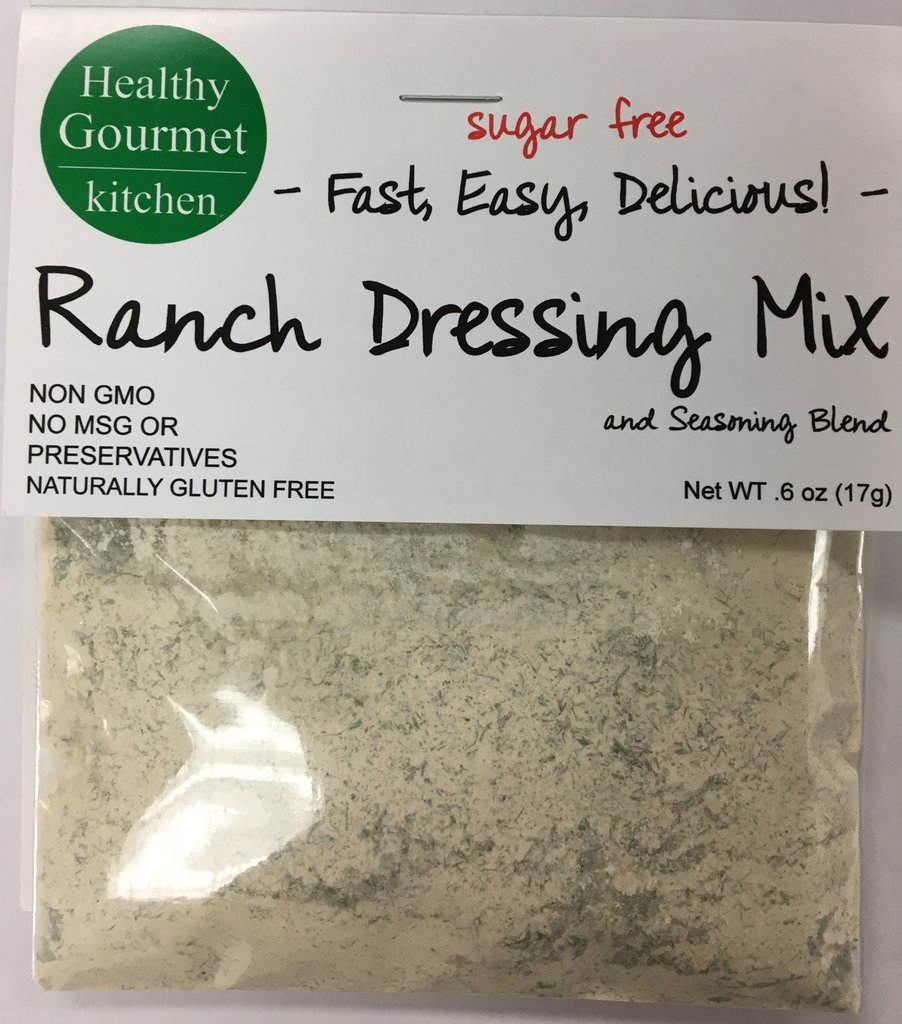 Healthy
Gourmet
kitchen
sugar free
- Fast, Easy, Delicious! -
Ranch Dressing Mix
and Seasoning Blend
NON GMO
NO MSG OR
PRESERVATIVES
NATURALLY GLUTEN FREE
Net WT .6 oz (17g)